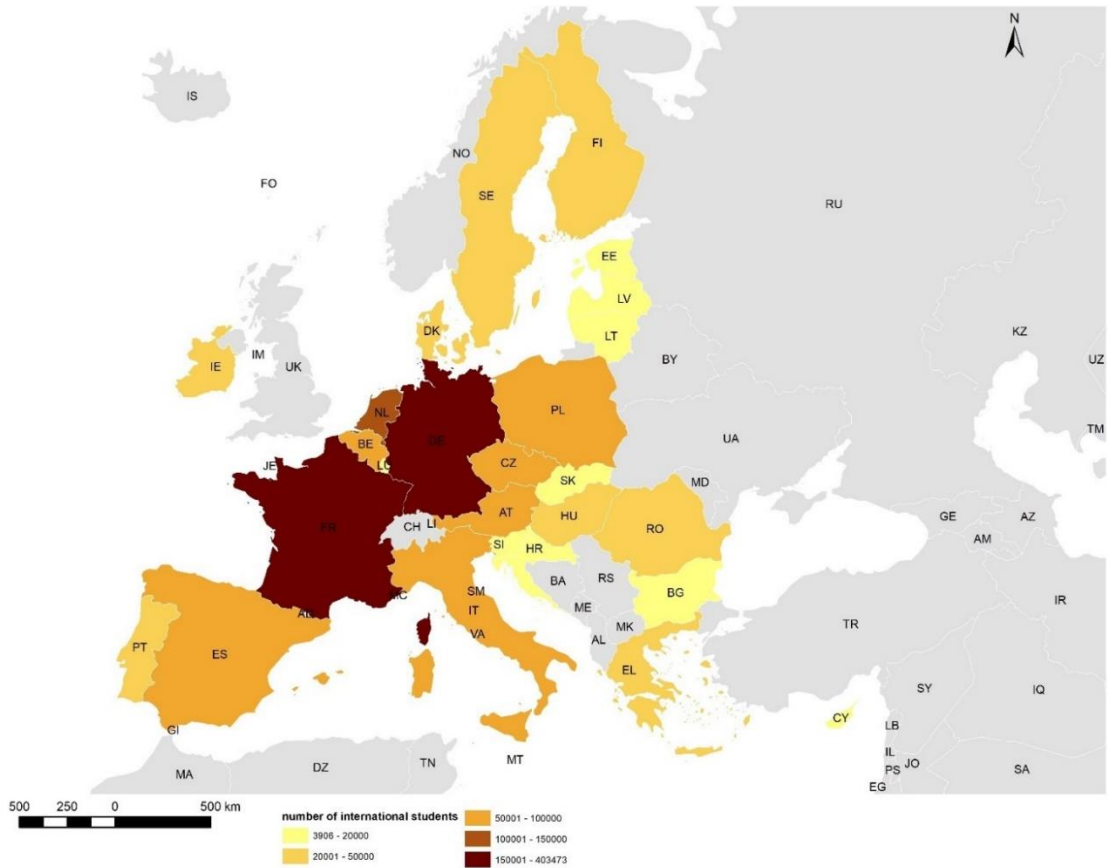 N
IS
NO
FI
FO
SE
RU
EE
LV
DK
LT
KZ
IE
IM
UK
BY
UZ
NL
PL
BE
DE
UA
TM
CZ
JE
LU
SK
MD
AT
HU
FR
CH
LI
RO
SI
HR
GE
AZ
AM
BA
RS
MC
SM
BG
IT
ME
IR
AD
VA
MK
TR
PT
ES
AL
EL
SY
IQ
CY
LB
GI
MT
IL
TN
JO
MA
DZ
PS
SA
EG
500 250 0 500 km
number of international students
3906 - 20000
20001 - 50000
50001 - 100000
100001 - 150000
150001 - 403473